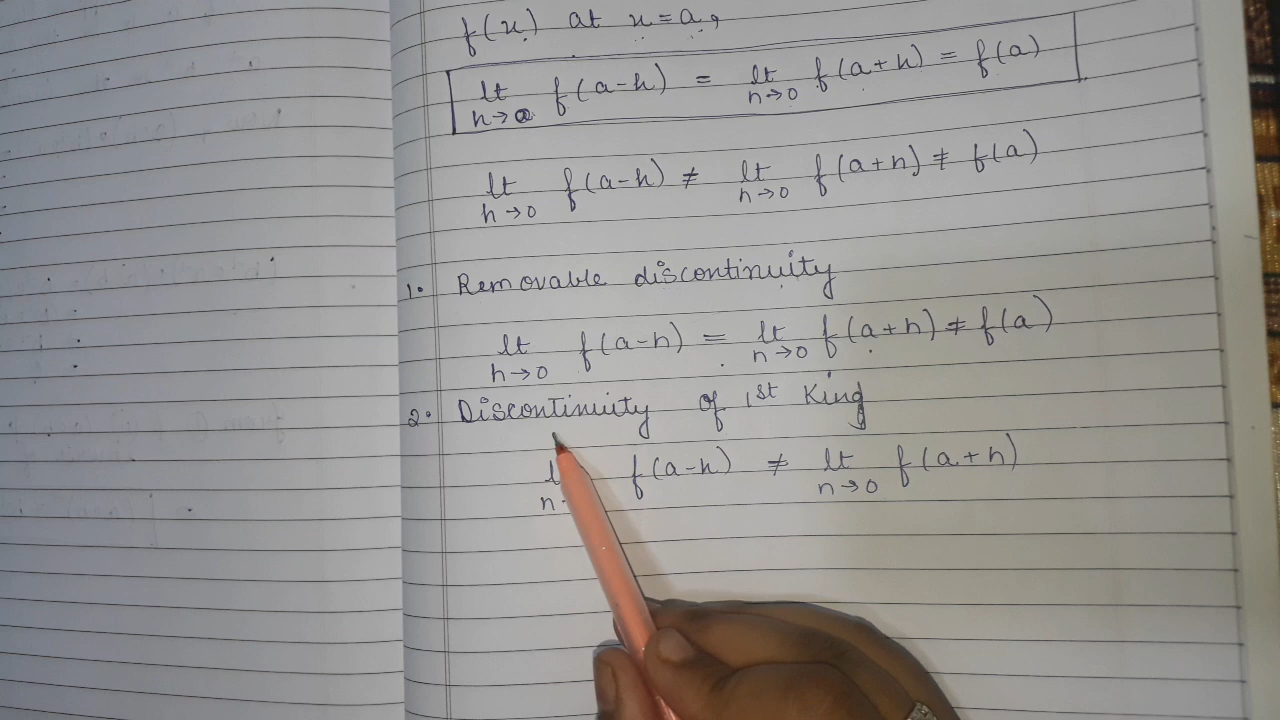 f(x) at x=a,
lt h→0 f(a-h) = lt h→0 f(a+h) = f(a)
lt h→0 f(a-h) ≠ lt h→0 f(a+h) ≠ f(a)
1. Removable discontinuity
lt h→0 f(a-h) = lt h→0 f(a+h) ≠ f(a)
2. Discontinuity of 1st King
f(a-h) ≠ lt h→0 f(a+h)